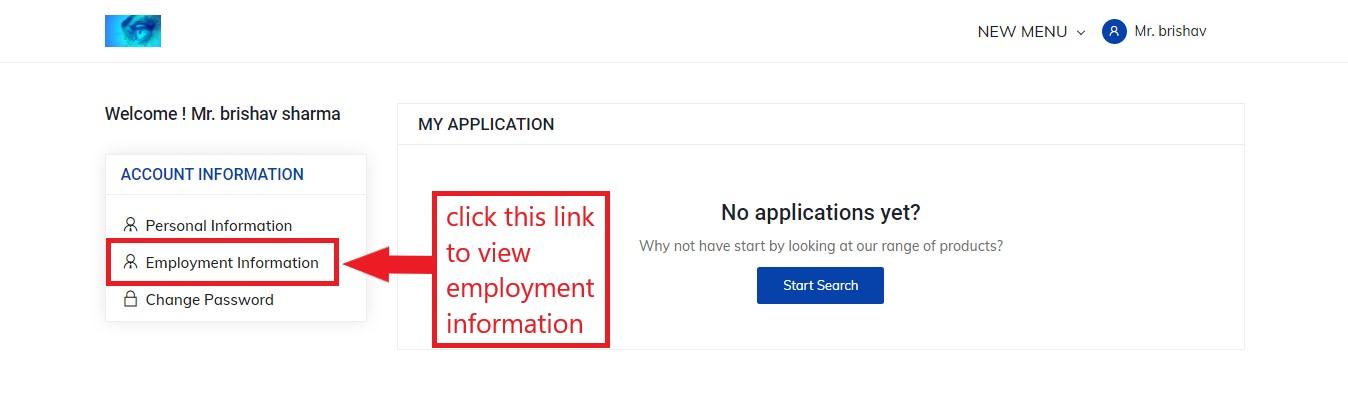 NEW MENU
Mr. brishav
Welcome ! Mr. brishav sharma
ACCOUNT INFORMATION
Personal Information
Employment Information
Change Password
click this link
to view
employment
information
MY APPLICATION
No applications yet?
Why not have start by looking at our range of products?
Start Search